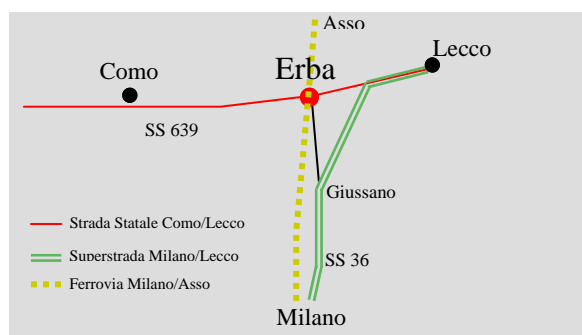 Asso
Lecco
Como
Erba
SS 639
Giussano
Strada Statale Como/Lecco
Superstrada Milano/Lecco
SS 36
Ferrovia Milano/Asso
Milano